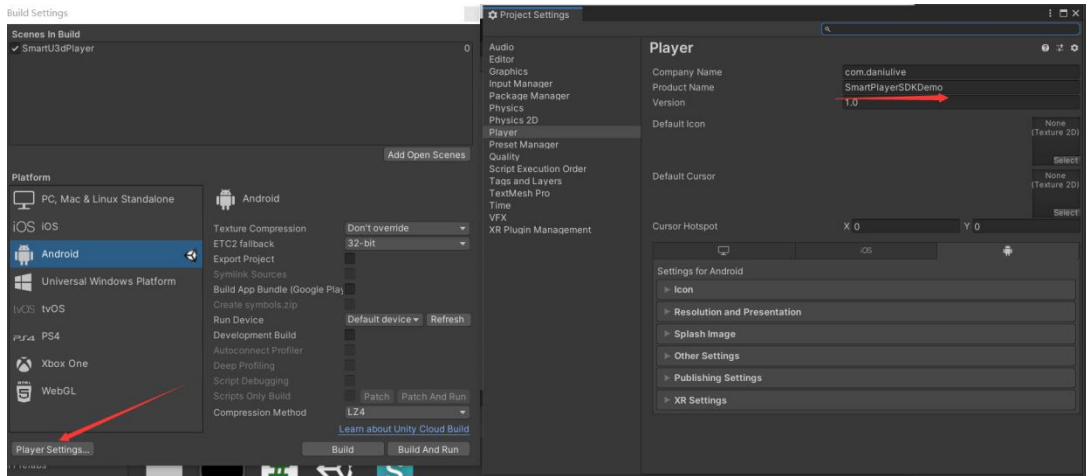 Build Settings
Scenes In Build
SmartU3dPlayer 0
Add Open Scenes
Platform
PC, Mac & Linux Standalone
iOS iOS
Android
Universal Windows Platform
tvOS tvOS
PS4 PS4
Xbox One
HTML
WebGL
Player Settings...
Android
Texture Compression Don't override
ETC2 fallback 32-bit
Export Project
Symlink Sources
Build App Bundle (Google Play
Create symbols.zip
Run Device Default device Refresh
Development Build
Autoconnect Profiler
Deep Profiling
Script Debugging
Scripts Only Build Patch Patch And Run
Compression Method LZ4
Learn about Unity Cloud Build
Build Build And Run
Project Settings
Audio
Editor
Graphics
Input Manager
Package Manager
Physics
Physics 2D
Player
Preset Manager
Quality
Script Execution Order
Tags and Layers
TextMesh Pro
Time
VFX
XR Plugin Management
Player
Company Name com.daniulive
Product Name SmartPlayerSDKDemo
Version 1.0
Default Icon
None
(Texture 2D)
Select
Default Cursor
None
(Texture 2D)
Select
Cursor Hotspot X 0 Y 0
iOS
Settings for Android
Icon
Resolution and Presentation
Splash Image
Other Settings
Publishing Settings
XR Settings